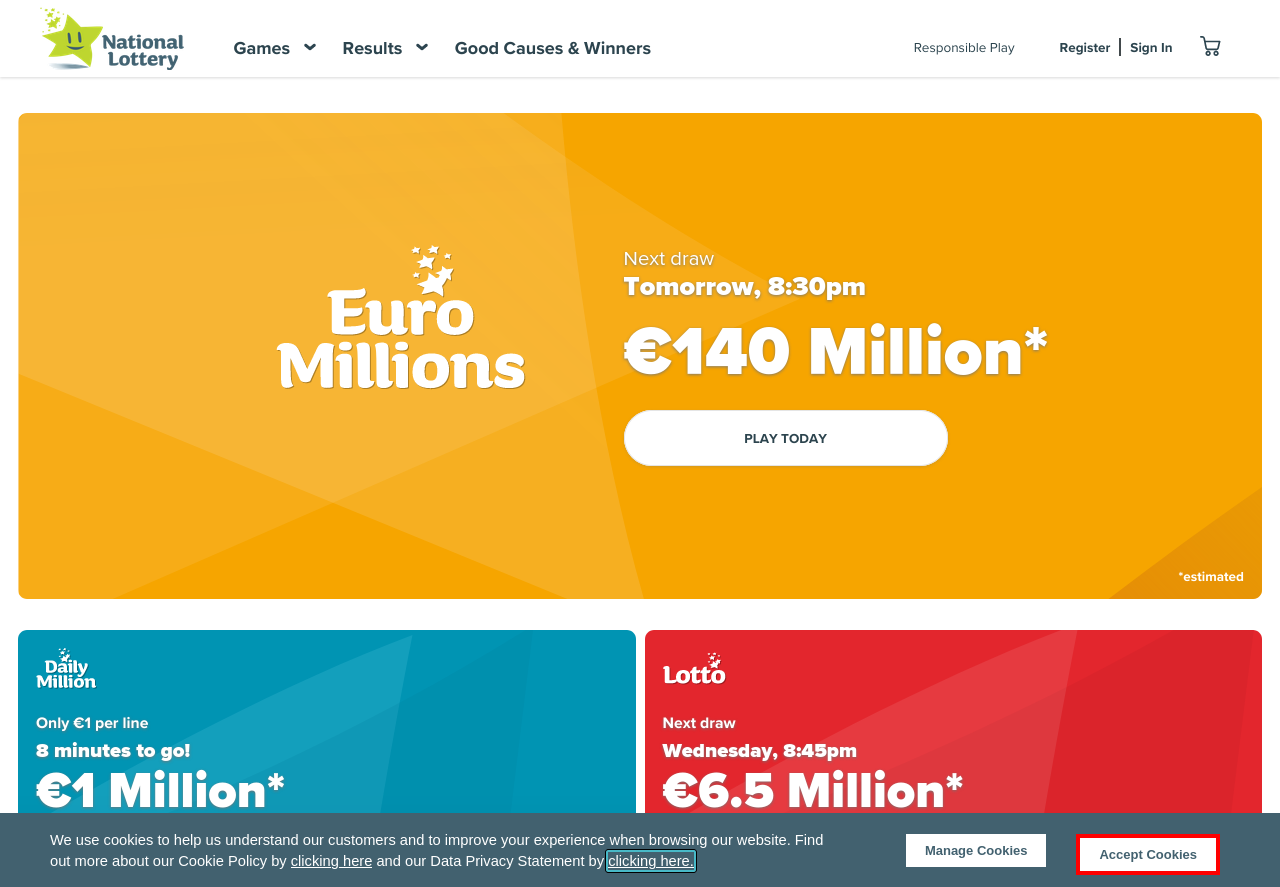 National
Lottery
Games
Results
Good Causes & Winners
Responsible Play
Register
Sign In
Euro
Millions
Next draw
Tomorrow, 8:30pm
€140 Million*
PLAY TODAY
*estimated
Daily
Million
Only €1 per line
8 minutes to go!
€1 Million*
Lotto
Next draw
Wednesday, 8:45pm
€6.5 Million*
We use cookies to help us understand our customers and to improve your experience when browsing our website. Find
out more about our Cookie Policy by clicking here and our Data Privacy Statement by clicking here.
Manage Cookies
Accept Cookies